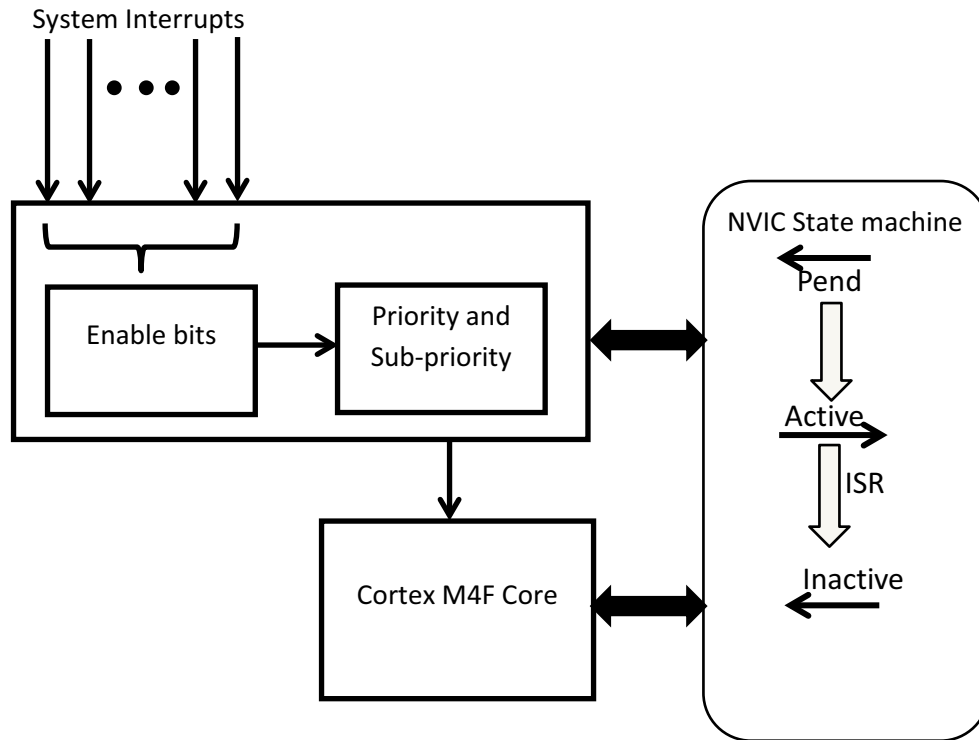 System Interrupts
Enable bits
Priority and
Sub-priority
Cortex M4F Core
NVIC State machine
Pend
Active
ISR
Inactive